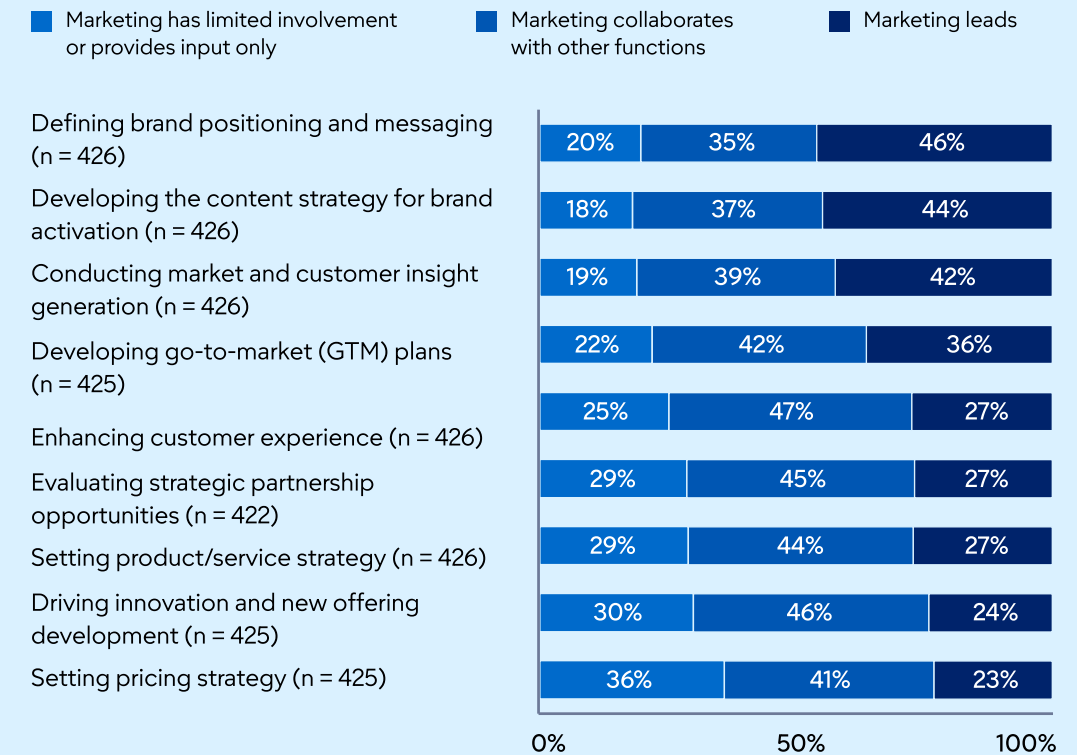 Marketing has limited involvement
or provides input only
Marketing collaborates
with other functions
Marketing leads
Defining brand positioning and messaging
(n = 426)
20% 35% 46%
Developing the content strategy for brand
activation (n = 426)
18% 37% 44%
Conducting market and customer insight
generation (n = 426)
19% 39% 42%
Developing go-to-market (GTM) plans
(n = 425)
22% 42% 36%
Enhancing customer experience (n = 426)
25% 47% 27%
Evaluating strategic partnership
opportunities (n = 422)
29% 45% 27%
Setting product/service strategy (n = 426)
29% 44% 27%
Driving innovation and new offering
development (n = 425)
30% 46% 24%
Setting pricing strategy (n = 425)
36% 41% 23%
0% 50% 100%